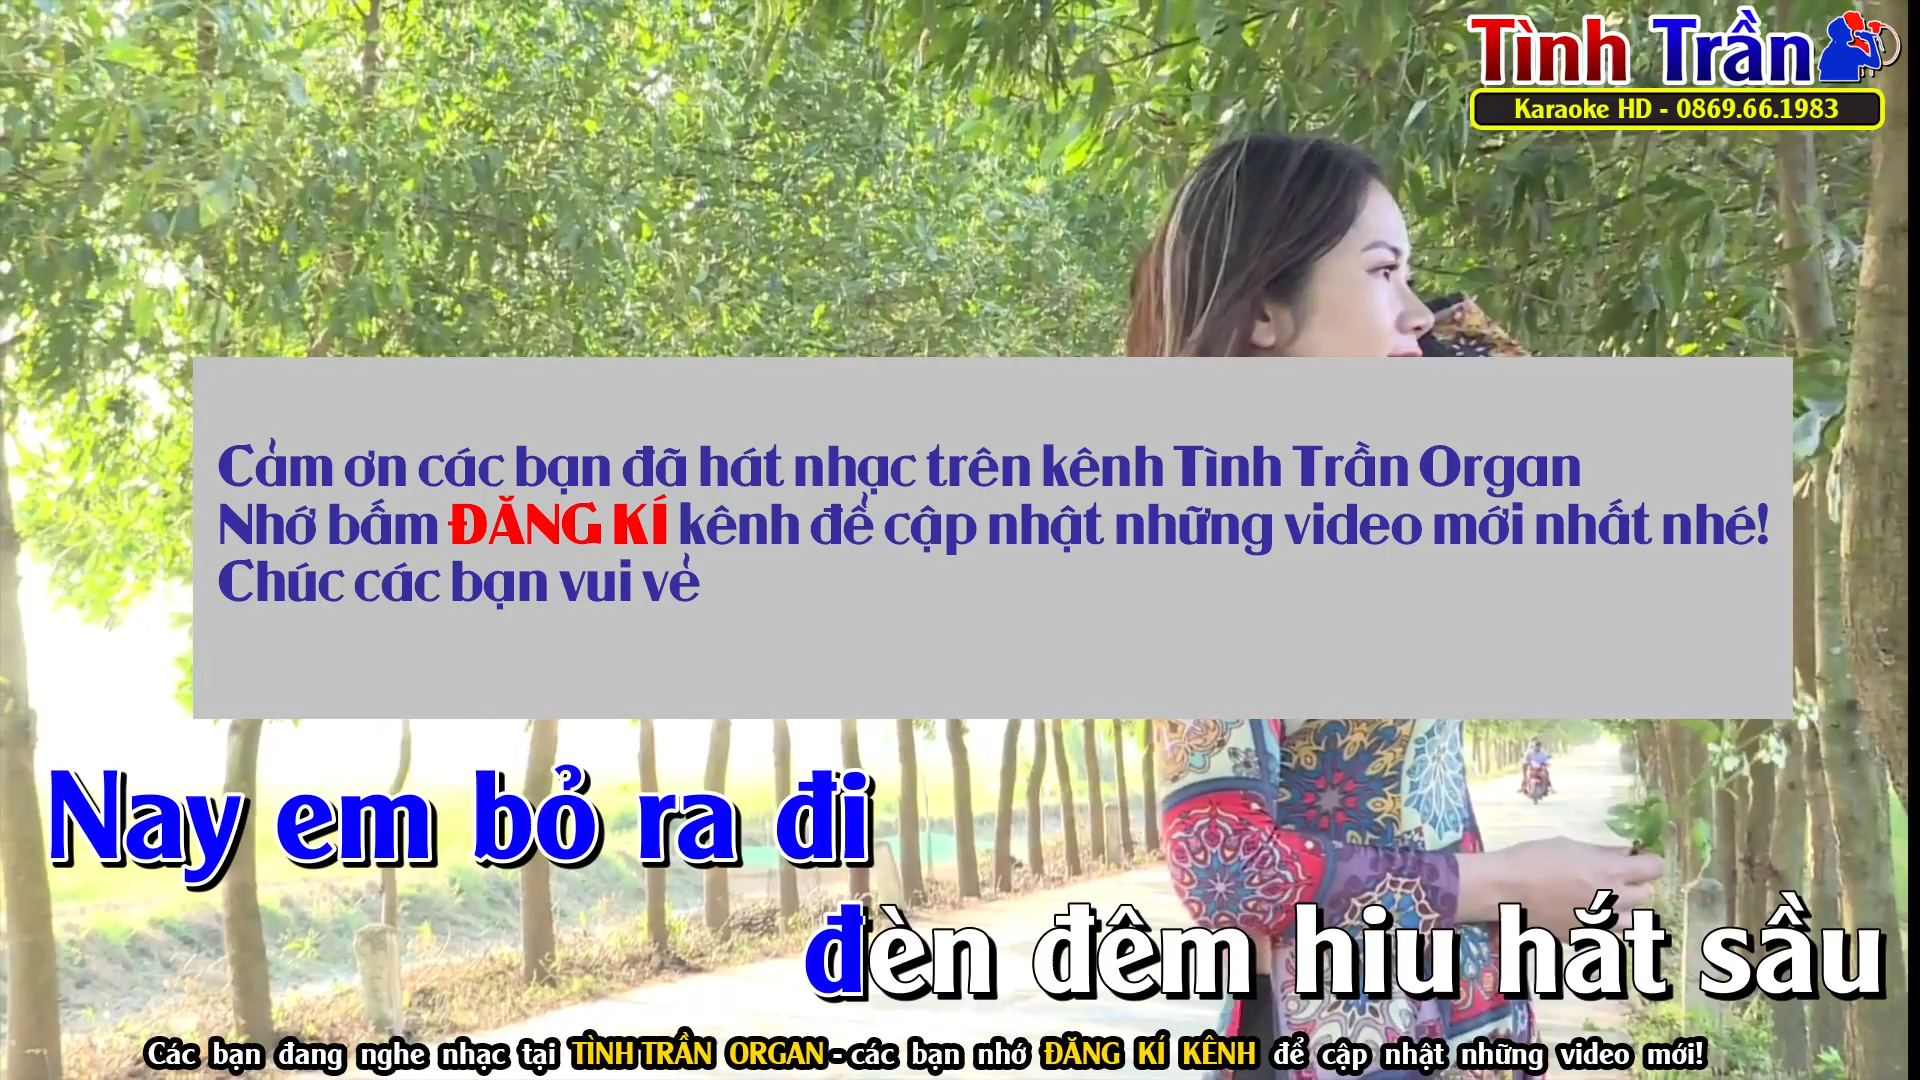 Tình Trần
Karaoke HD - 0869.66.1983
Cảm ơn các bạn đã hát nhạc trên kênh Tình Trần Organ
Nhớ bấm ĐĂNG KÍ kênh để cập nhật những video mới nhất nhé!
Chúc các bạn vui vẻ
Nay em bỏ ra đi
đèn đêm hiu hắt sầu
Các bạn đang nghe nhạc tại TÌNH TRẦN ORGAN - các bạn nhớ ĐĂNG KÍ KÊNH để cập nhật những video mới!